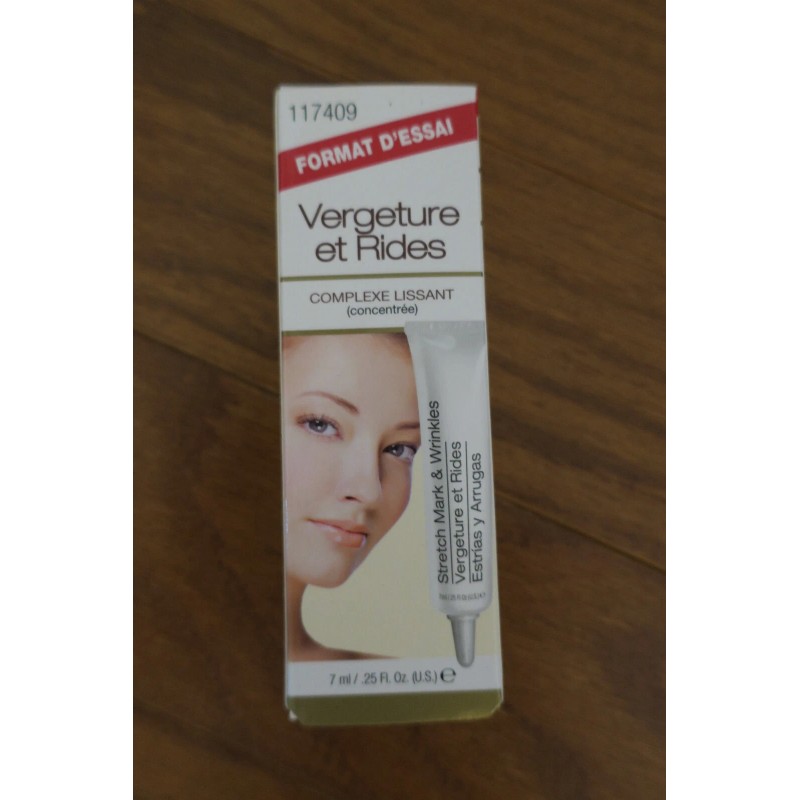 117409
FORMAT D'ESSAI
Vergeture
et Rides
COMPLEXE LISSANT
(concentrée)
Stretch Mark & Wrinkles
Vergeture et Rides
Estrías y Arrugas
7 ml / .25 Fl. Oz. (U.S.) ℮